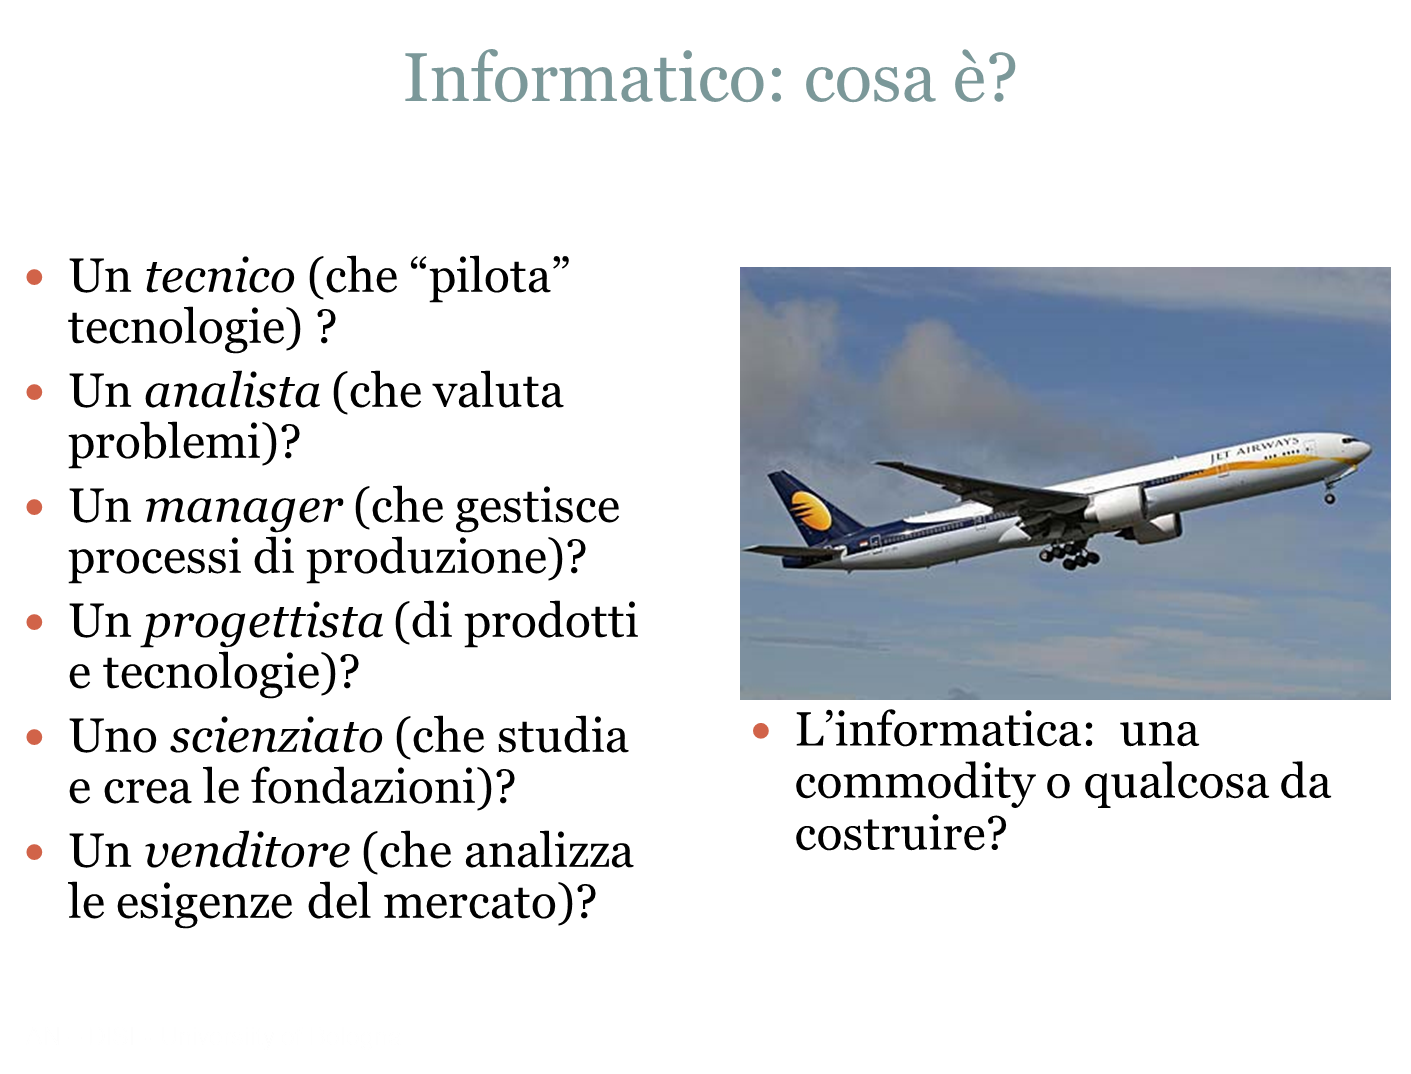 Informatico: cosa è?
Un tecnico (che “pilota”
tecnologie) ?
Un analista (che valuta
problemi)?
Un manager (che gestisce
processi di produzione)?
Un progettista (di prodotti
e tecnologie)?
Uno scienziato (che studia
e crea le fondazioni)?
Un venditore (che analizza
le esigenze del mercato)?
JET AIRWAYS
L’informatica:  una
commodity o qualcosa da
costruire?